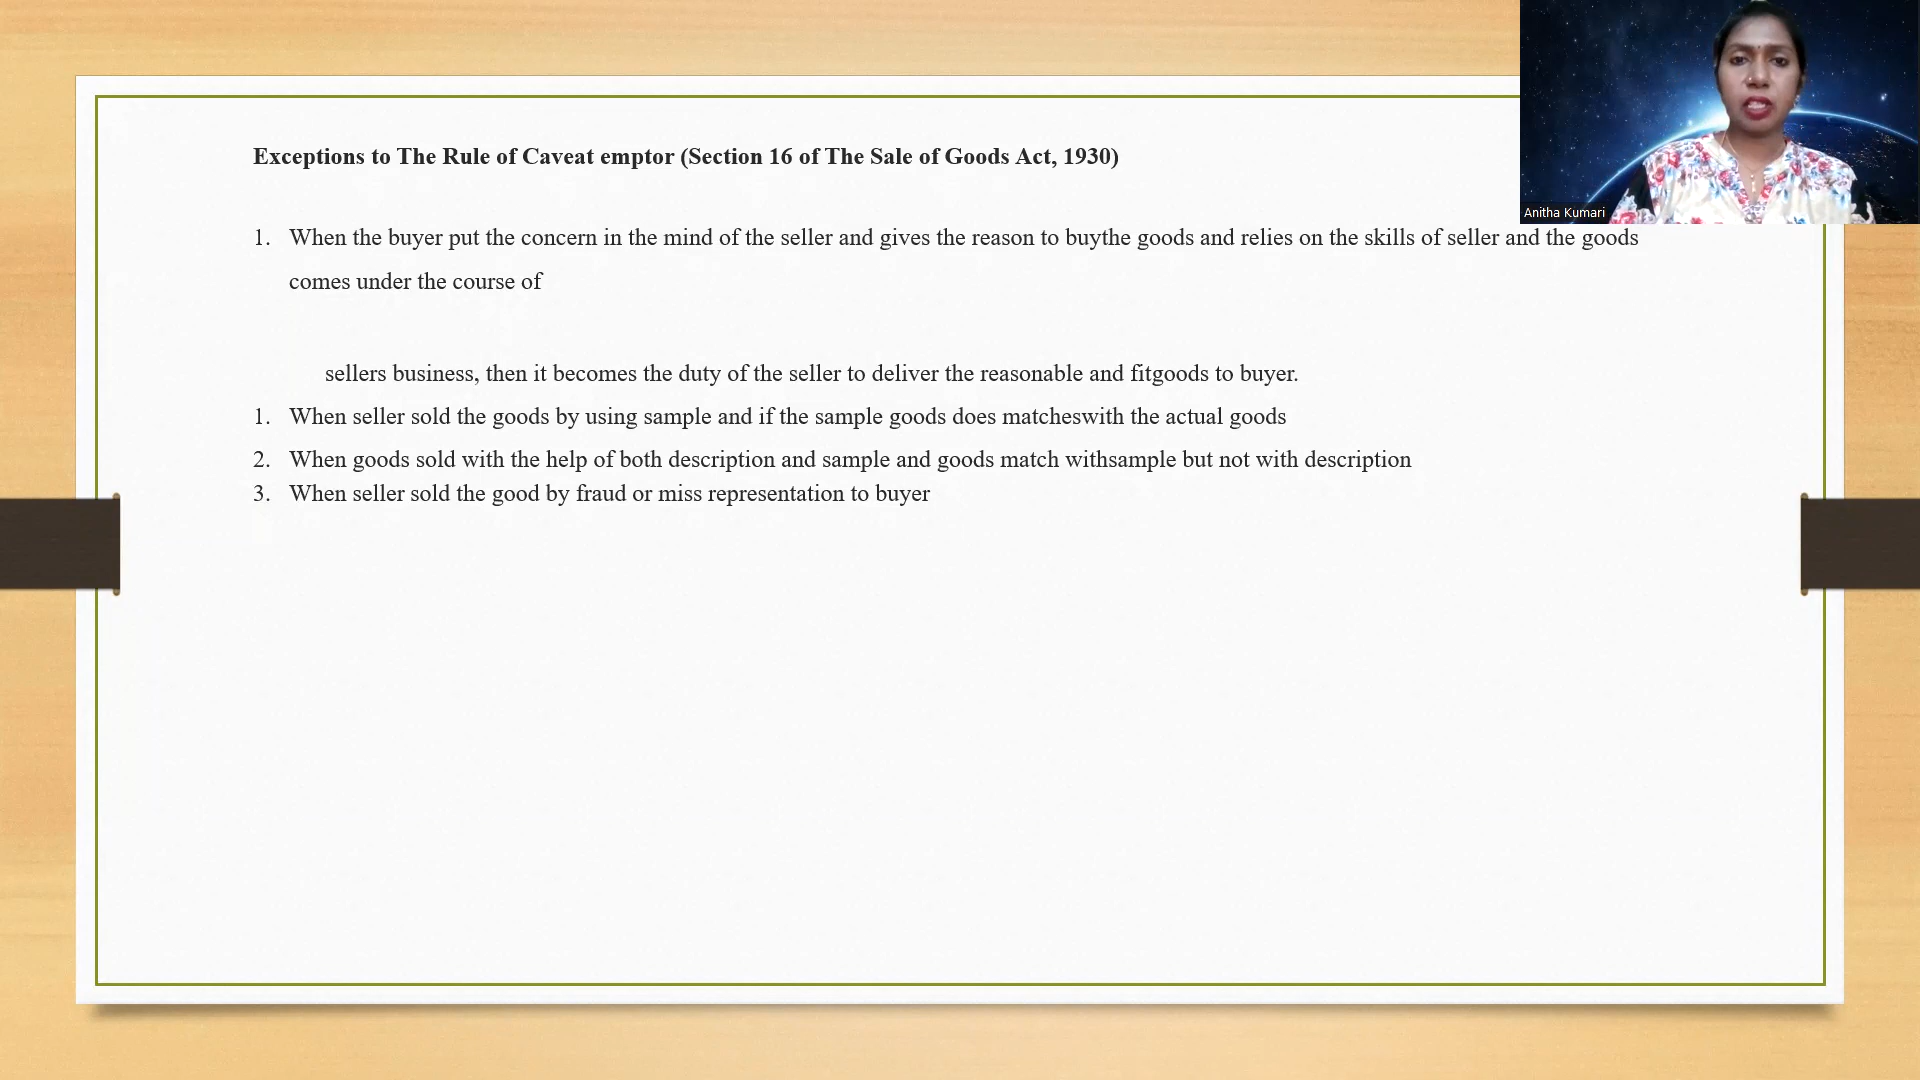 Exceptions to The Rule of Caveat emptor (Section 16 of The Sale of Goods Act, 1930)
1. When the buyer put the concern in the mind of the seller and gives the reason to buythe goods and relies on the skills of seller and the goods
comes under the course of
sellers business, then it becomes the duty of the seller to deliver the reasonable and fitgoods to buyer.
1. When seller sold the goods by using sample and if the sample goods does matcheswith the actual goods
2. When goods sold with the help of both description and sample and goods match withsample but not with description
3. When seller sold the good by fraud or miss representation to buyer
Anitha Kumari